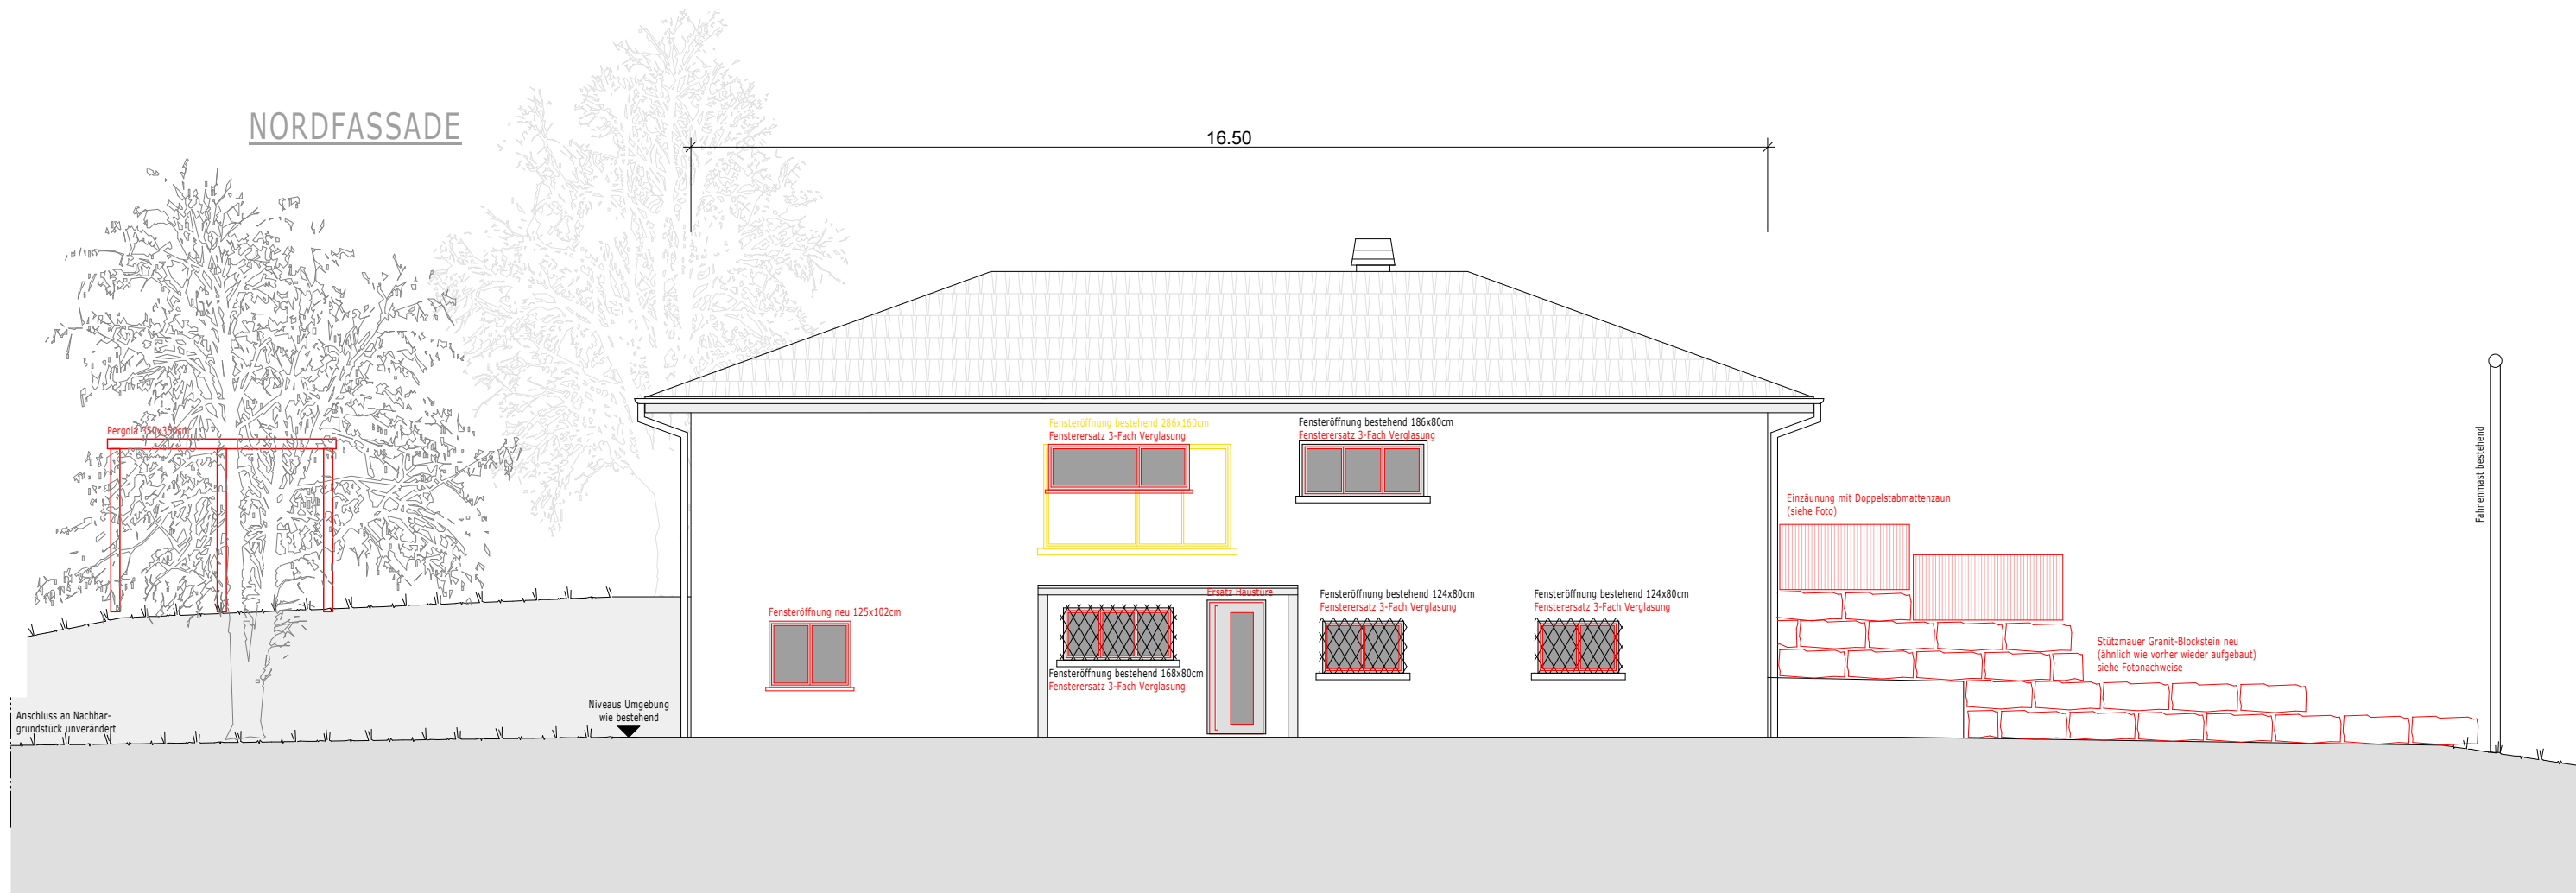 NORDFASSADE
16.50
Pergola 350x350cm
Fensteröffnung bestehend 286x160cm
Fensterersatz 3-Fach Verglasung
Fensteröffnung bestehend 186x80cm
Fensterersatz 3-Fach Verglasung
Fahnenmast bestehend
Einzäunung mit Doppelstabmattenzaun
(siehe Foto)
Fensteröffnung neu 125x102cm
Ersatz Haustüre
Fensteröffnung bestehend 124x80cm
Fensterersatz 3-Fach Verglasung
Fensteröffnung bestehend 124x80cm
Fensterersatz 3-Fach Verglasung
Stützmauer Granit-Blockstein neu
(ähnlich wie vorher wieder aufgebaut)
siehe Fotonachweise
Fensteröffnung bestehend 168x80cm
Fensterersatz 3-Fach Verglasung
Niveaus Umgebung
wie bestehend
Anschluss an Nachbar-
grundstück unverändert